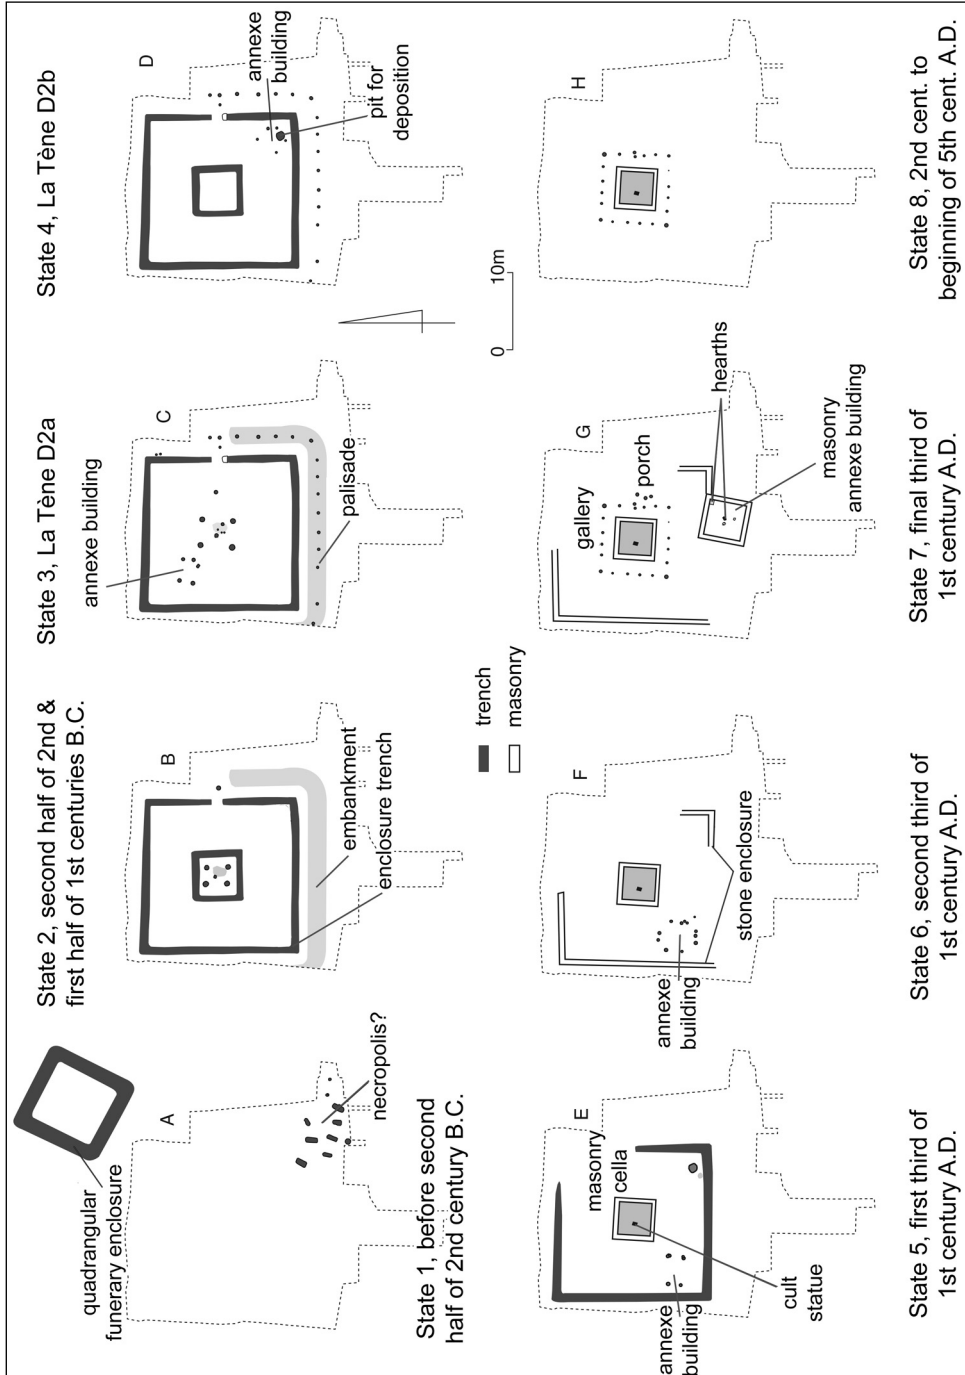 quadrangular
funerary enclosure
A
necropolis?
State 1, before second
half of 2nd century B.C.
State 2, second half of 2nd &
first half of 1st centuries B.C.
B
embankment
enclosure trench
State 3, La Tène D2a
annexe building
C
palisade
State 4, La Tène D2b
D
annexe
building
pit for
deposition
trench
masonry
0
10m
masonry
cella
E
annexe
building
cult
statue
State 5, first third of
1st century A.D.
F
annexe
building
stone enclosure
State 6, second third of
1st century A.D.
G
gallery
porch
hearths
masonry
annexe building
State 7, final third of
1st century A.D.
H
State 8, 2nd cent. to
beginning of 5th cent. A.D.